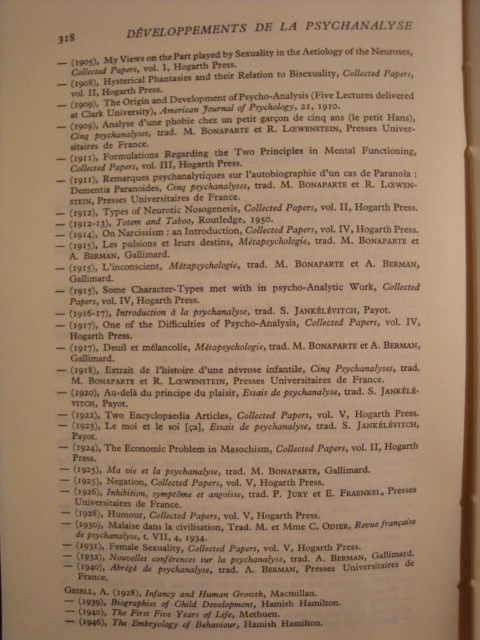 318 DÉVELOPPEMENTS DE LA PSYCHANALYSE
— (1905), My Views on the Part played by Sexuality in the Aetiology of the Neuroses,
Collected Papers, vol. I, Hogarth Press.
— (1908), Hysterical Phantasies and their Relation to Bisexuality, Collected Papers,
vol. II, Hogarth Press.
— (1909), The Origin and Development of Psycho-Analysis (Five Lectures delivered
at Clark University), American Journal of Psychology, 21, 1910.
— (1909), Analyse d'une phobie chez un petit garçon de cinq ans (le petit Hans),
Cinq psychanalyses, trad. M. BONAPARTE et R. LŒWENSTEIN, Presses Univer-
sitaires de France.
— (1911), Formulations Regarding the Two Principles in Mental Functioning,
Collected Papers, vol. III, Hogarth Press.
— (1911), Remarques psychanalytiques sur l'autobiographie d'un cas de Paranoïa :
Dementia Paranoides, Cinq psychanalyses, trad. M. BONAPARTE et R. LŒWEN-
STEIN, Presses Universitaires de France.
— (1912), Types of Neurotic Nosogenesis, Collected Papers, vol. II, Hogarth Press.
— (1912-13), Totem and Taboo, Routledge, 1950.
— (1914), On Narcissism : an Introduction, Collected Papers, vol. IV, Hogarth Press.
— (1915), Les pulsions et leurs destins, Métapsychologie, trad. M. BONAPARTE et
A. BERMAN, Gallimard.
— (1915), L'inconscient, Métapsychologie, trad. M. BONAPARTE et A. BERMAN,
Gallimard.
— (1915), Some Character-Types met with in psycho-Analytic Work, Collected
Papers, vol. IV, Hogarth Press.
— (1916-17), Introduction à la psychanalyse, trad. S. JANKÉLÉVITCH, Payot.
— (1917), One of the Difficulties of Psycho-Analysis, Collected Papers, vol. IV,
Hogarth Press.
— (1917), Deuil et mélancolie, Métapsychologie, trad. M. BONAPARTE et A. BERMAN,
Gallimard.
— (1918), Extrait de l'histoire d'une névrose infantile, Cinq Psychanalyses, trad.
M. BONAPARTE et R. LŒWENSTEIN, Presses Universitaires de France.
— (1920), Au-delà du principe du plaisir, Essais de psychanalyse, trad. S. JANKÉLÉ-
VITCH, Payot.
— (1922), Two Encyclopaedia Articles, Collected Papers, vol. V, Hogarth Press.
— (1923), Le moi et le soi [ça], Essais de psychanalyse, trad. S. JANKÉLÉVITCH,
Payot.
— (1924), The Economic Problem in Masochism, Collected Papers, vol. II, Hogarth
Press.
— (1925), Ma vie et la psychanalyse, trad. M. BONAPARTE, Gallimard.
— (1925), Negation, Collected Papers, vol. V, Hogarth Press.
— (1926), Inhibition, symptôme et angoisse, trad. P. JURY et E. FRAENKEL, Presses
Universitaires de France.
— (1928), Humour, Collected Papers, vol. V, Hogarth Press.
— (1930), Malaise dans la civilisation, Trad. M. et Mme C. ODIER, Revue française
de psychanalyse, t. VII, 4, 1934.
— (1931), Female Sexuality, Collected Papers, vol. V, Hogarth Press.
— (1932), Nouvelles conférences sur la psychanalyse, trad. A. BERMAN, Gallimard.
— (1940), Abrégé de psychanalyse, trad. A. BERMAN, Presses Universitaires de
France.
GESELL, A. (1928), Infancy and Human Growth, Macmillan.
— (1939), Biographies of Child Development, Hamish Hamilton.
— (1940), The First Five Years of Life, Methuen.
— (1946), The Embryology of Behaviour, Hamish Hamilton.